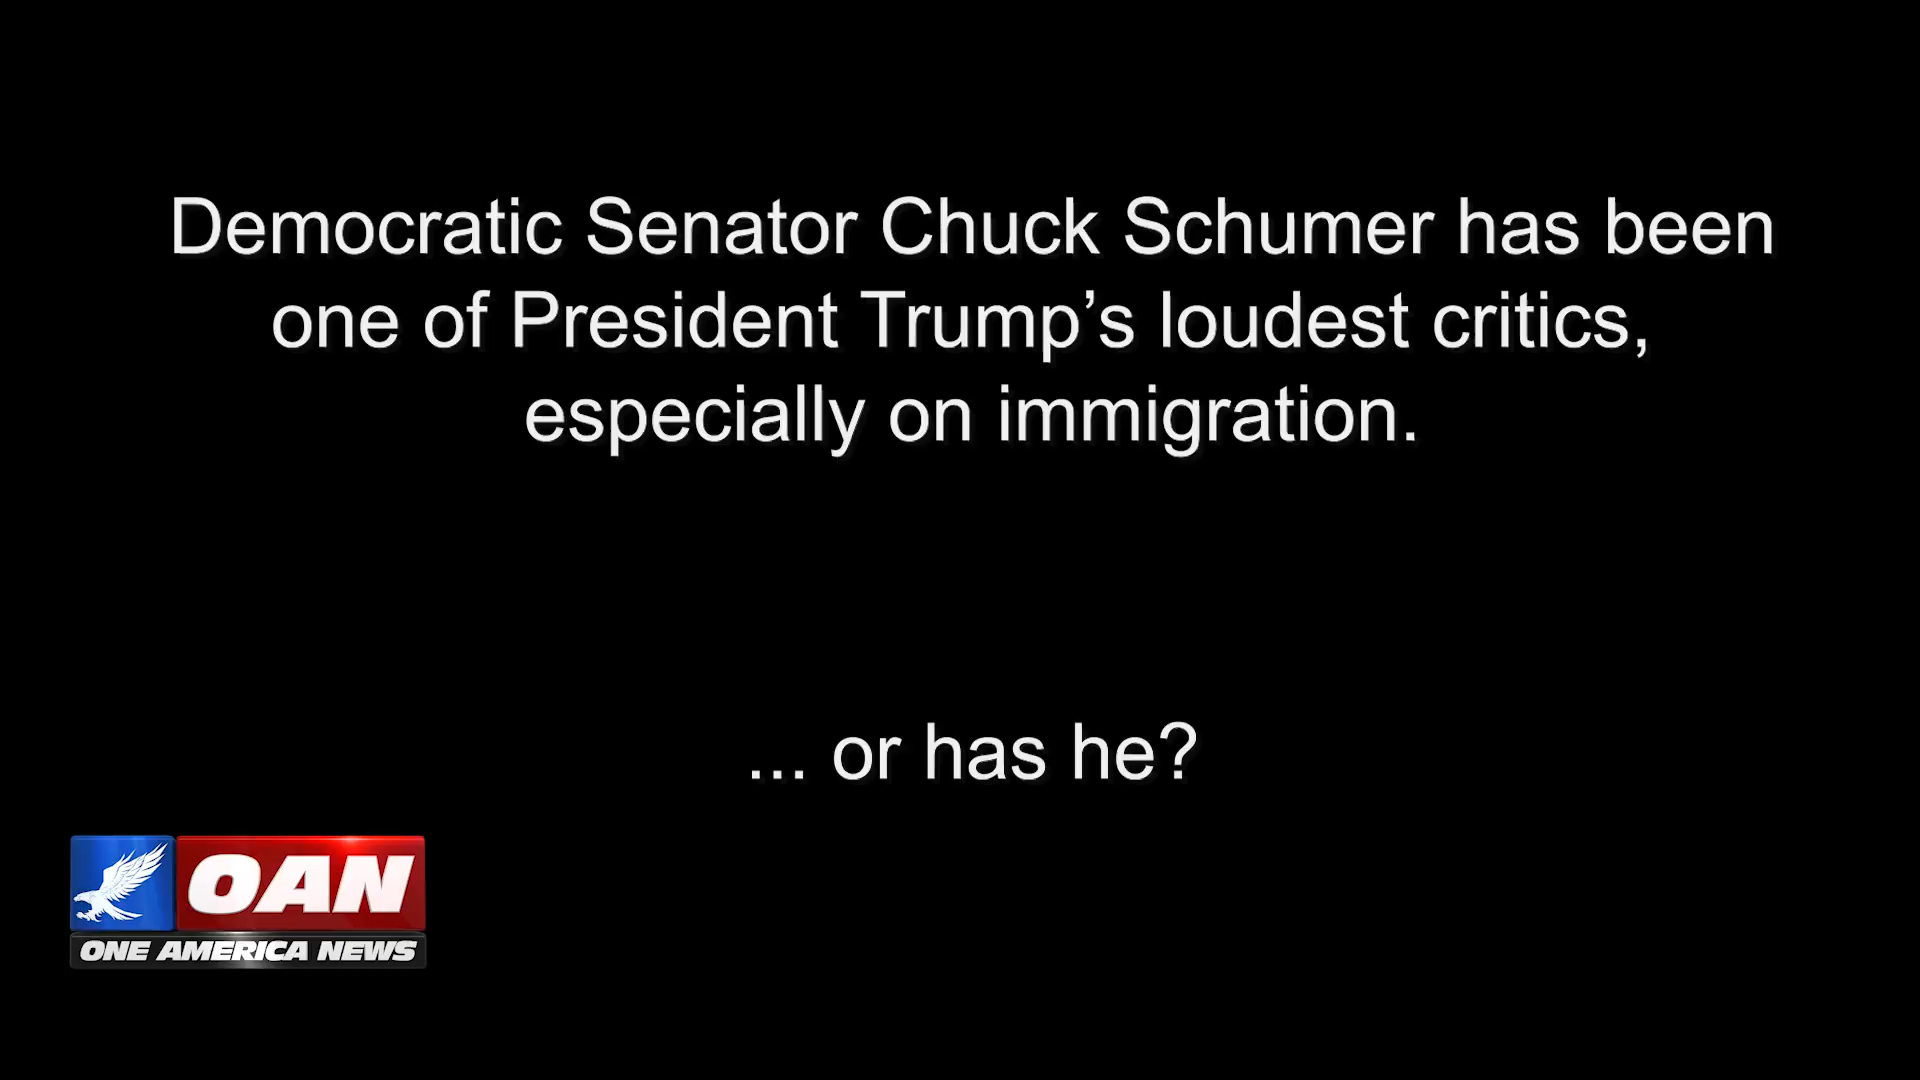 Democratic Senator Chuck Schumer has been
one of President Trump’s loudest critics,
especially on immigration.
... or has he?
OAN
ONE AMERICA NEWS